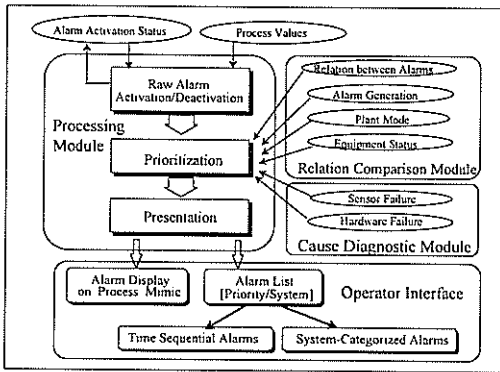 Alarm Activation Status
Process Values
Raw Alarm
Activation/Deactivation
Relation between Alarms
Alarm Generation
Plant Mode
Equipment Status
Relation Comparison Module
Processing
Module
Prioritization
Presentation
Sensor Failure
Hardware Failure
Cause Diagnostic Module
Alarm Display
on Process Mimic
Alarm List
[Priority/System]
Operator Interface
Time Sequential Alarms
System-Categorized Alarms